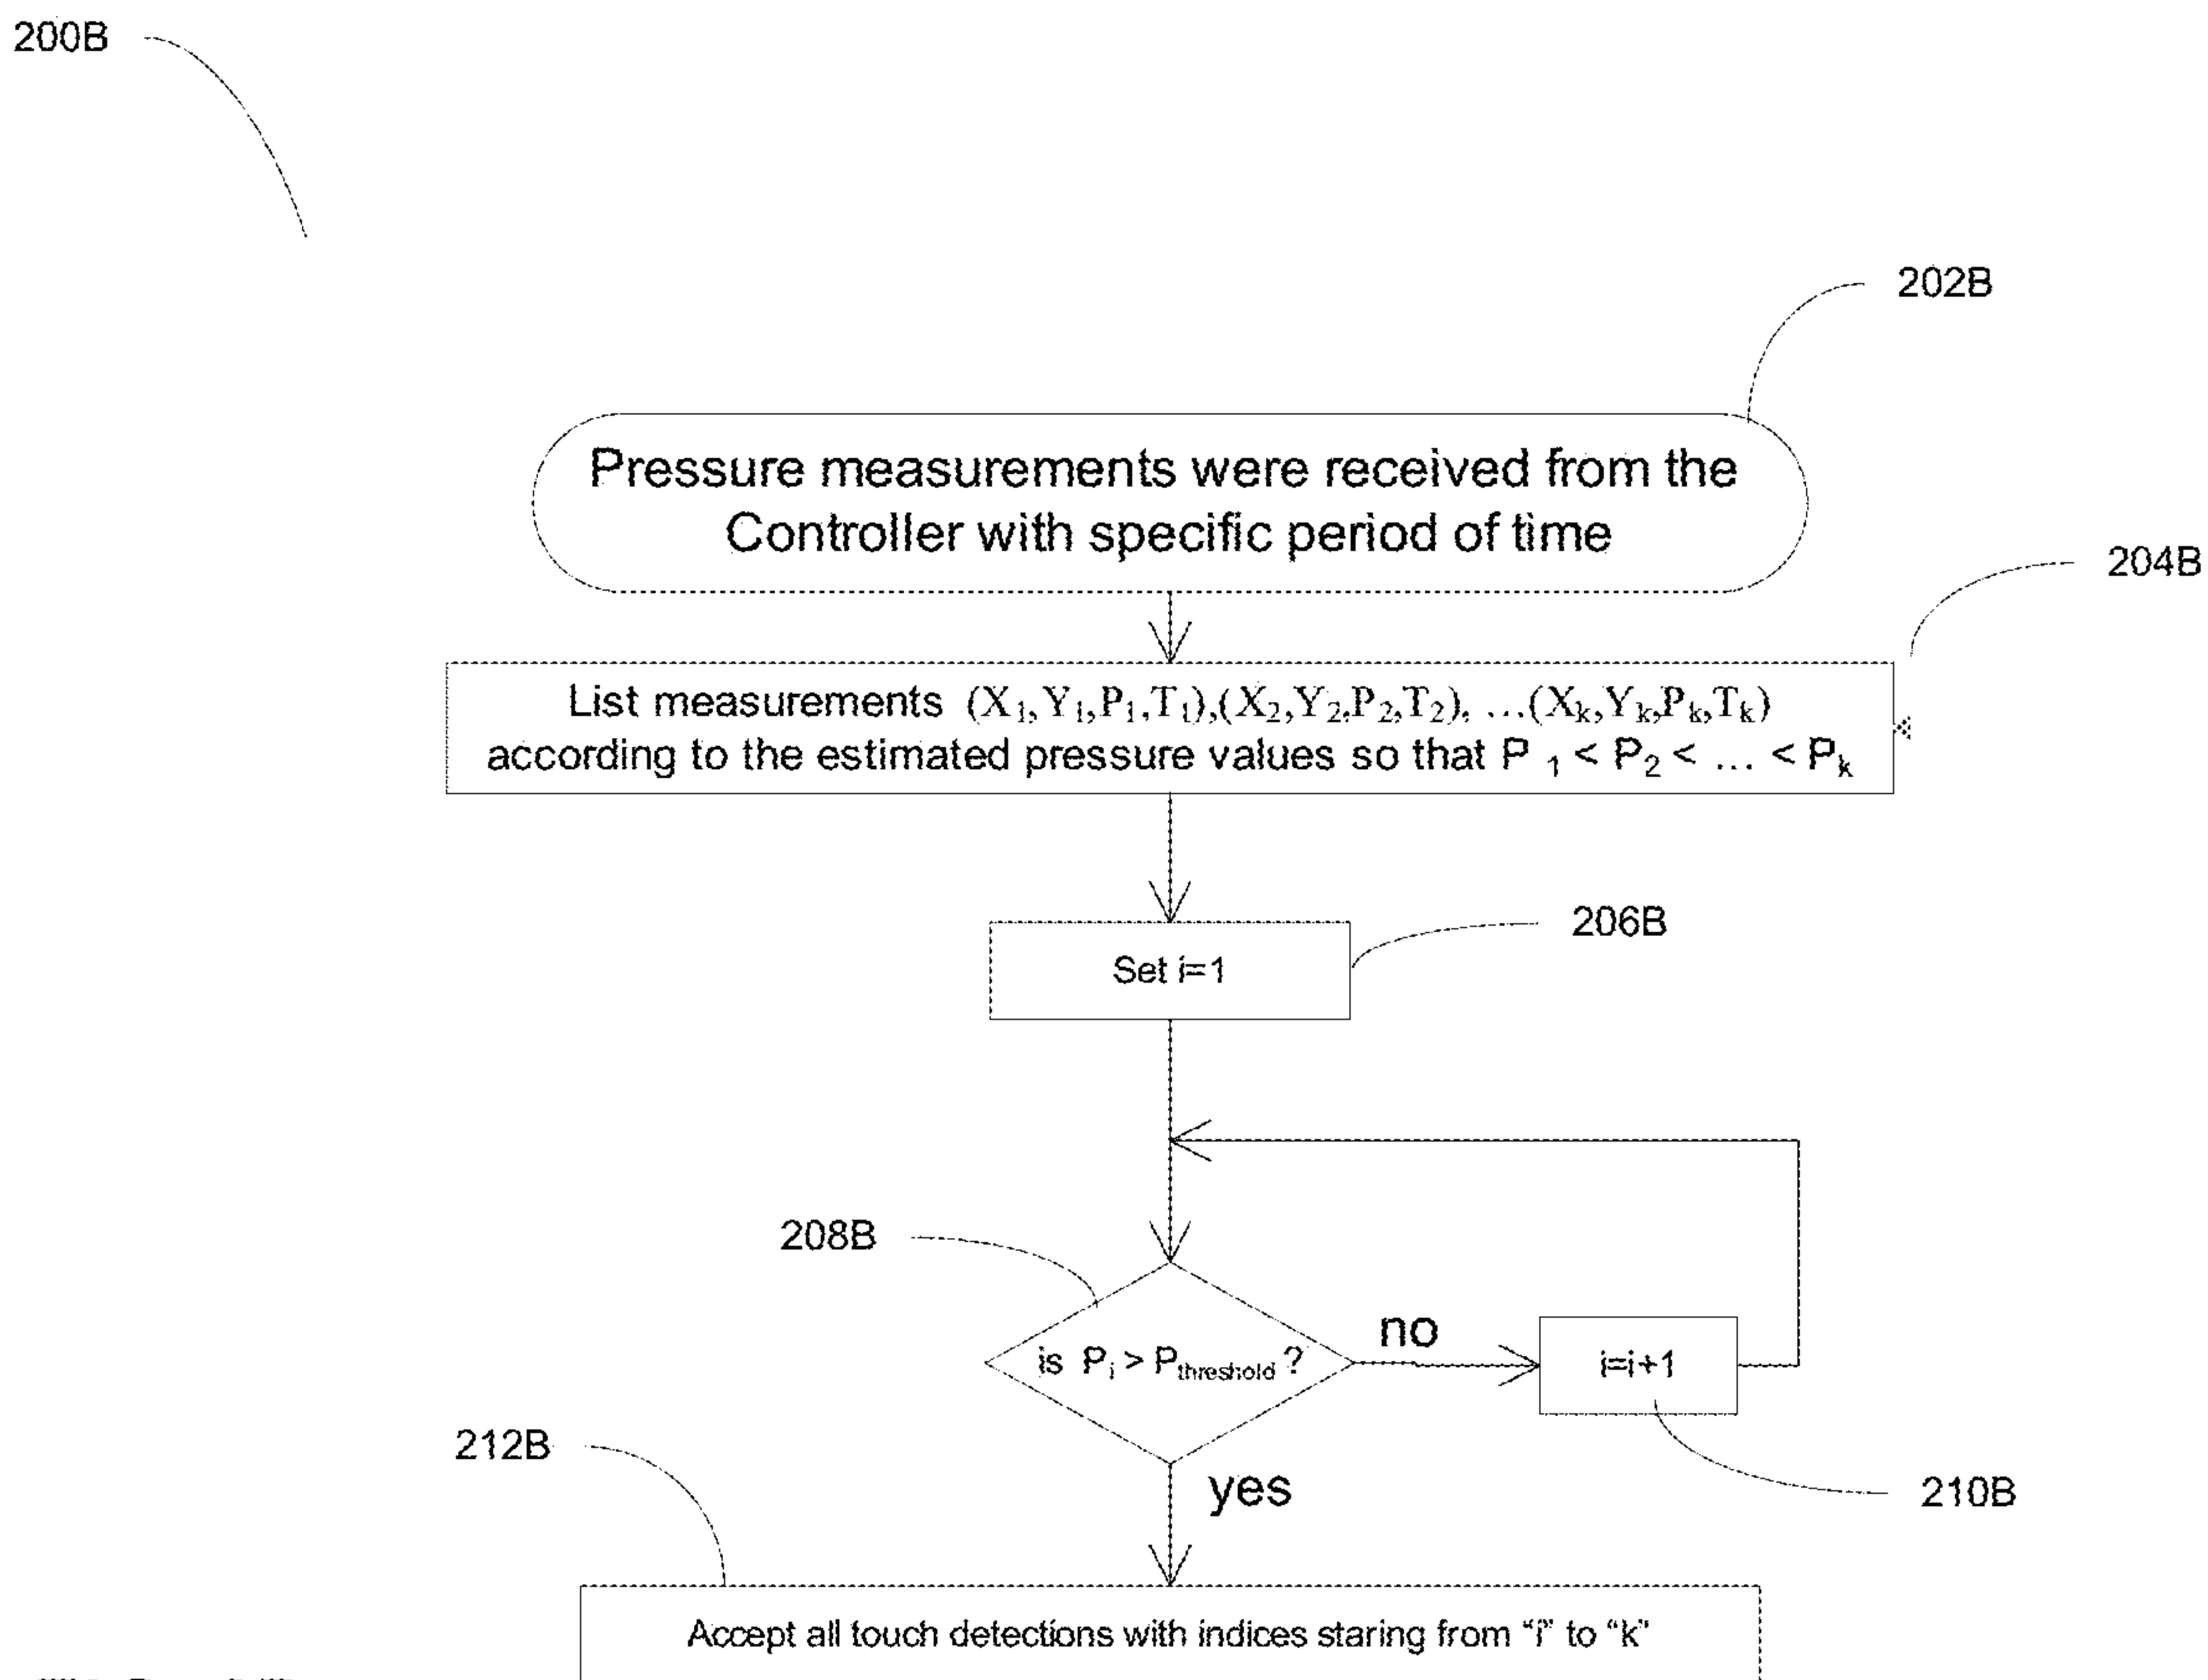 200B
202B
Pressure measurements were received from the
Controller with specific period of time
204B
List measurements (X₁,Y₁,P₁,T₁),(X₂,Y₂,P₂,T₂), ...(Xₖ,Yₖ,Pₖ,Tₖ)
according to the estimated pressure values so that P ₁ < P₂ < ... < Pₖ
206B
Set i=1
208B
is Pᵢ > Pthreshold ?
no
i=i+1
212B
yes
210B
Accept all touch detections with indices staring from "i" to "k"